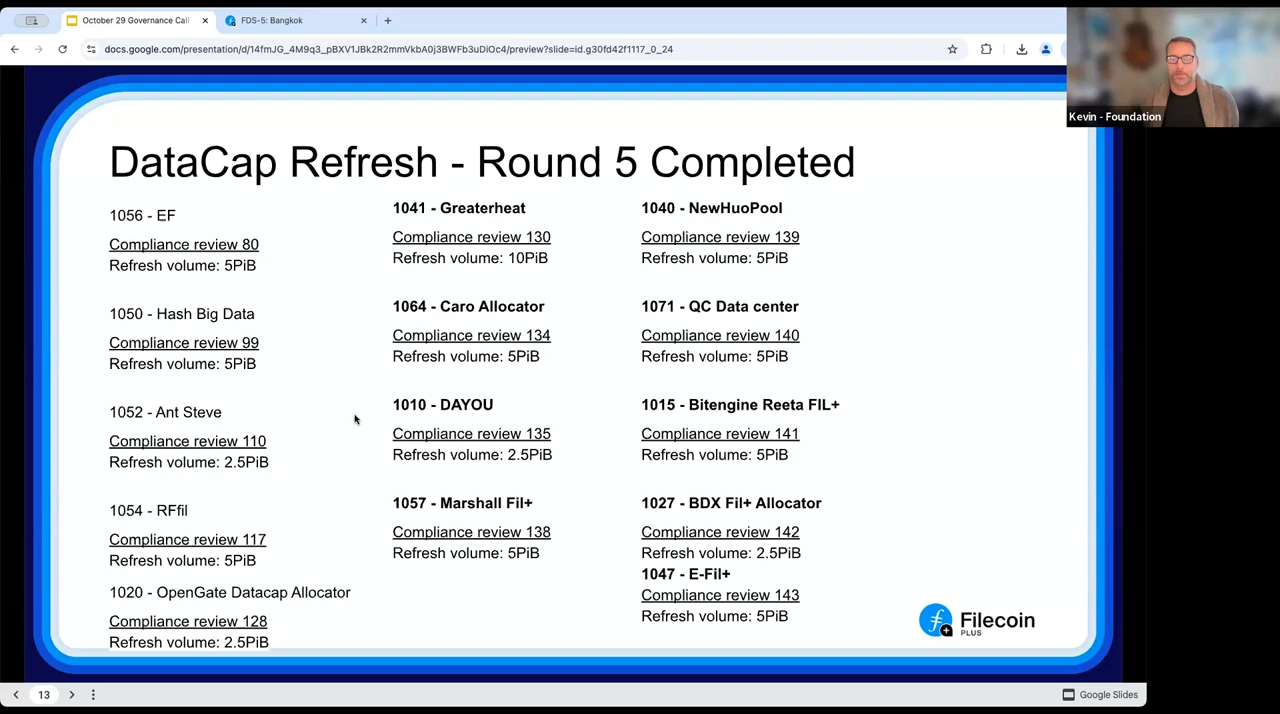 October 29 Governance Call
FDS-5: Bangkok
docs.google.com/presentation/d/14fmJG_4M9q3_pBXV1JBk2R2mmVkbA0j3BWFb3uDiOc4/preview?slide=id.g30fd42f1117_0_24
Kevin - Foundation
DataCap Refresh - Round 5 Completed
1056 - EF
Compliance review 80
Refresh volume: 5PiB
1050 - Hash Big Data
Compliance review 99
Refresh volume: 5PiB
1052 - Ant Steve
Compliance review 110
Refresh volume: 2.5PiB
1054 - RFfil
Compliance review 117
Refresh volume: 5PiB
1020 - OpenGate Datacap Allocator
Compliance review 128
Refresh volume: 2.5PiB
1041 - Greaterheat
Compliance review 130
Refresh volume: 10PiB
1064 - Caro Allocator
Compliance review 134
Refresh volume: 5PiB
1010 - DAYOU
Compliance review 135
Refresh volume: 2.5PiB
1057 - Marshall Fil+
Compliance review 138
Refresh volume: 5PiB
1040 - NewHuoPool
Compliance review 139
Refresh volume: 5PiB
1071 - QC Data center
Compliance review 140
Refresh volume: 5PiB
1015 - Bitengine Reeta FIL+
Compliance review 141
Refresh volume: 5PiB
1027 - BDX Fil+ Allocator
Compliance review 142
Refresh volume: 2.5PiB
1047 - E-Fil+
Compliance review 143
Refresh volume: 5PiB
Filecoin
PLUS
13
Google Slides